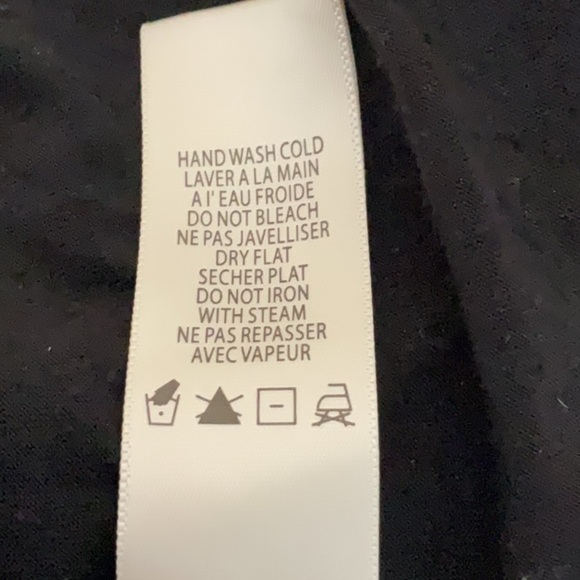 HAND WASH COLD
LAVER A LA MAIN
A I' EAU FROIDE
DO NOT BLEACH
NE PAS JAVELLISER
DRY FLAT
SECHER PLAT
DO NOT IRON
WITH STEAM
NE PAS REPASSER
AVEC VAPEUR